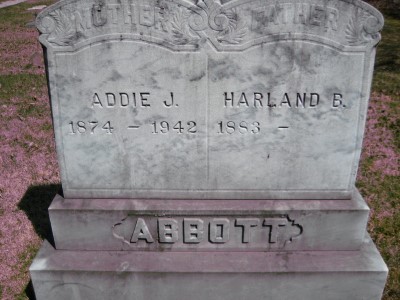 MOTHER FATHER
ADDIE J. HARLAND B.
1874 - 1942 1883 -
ABBOTT